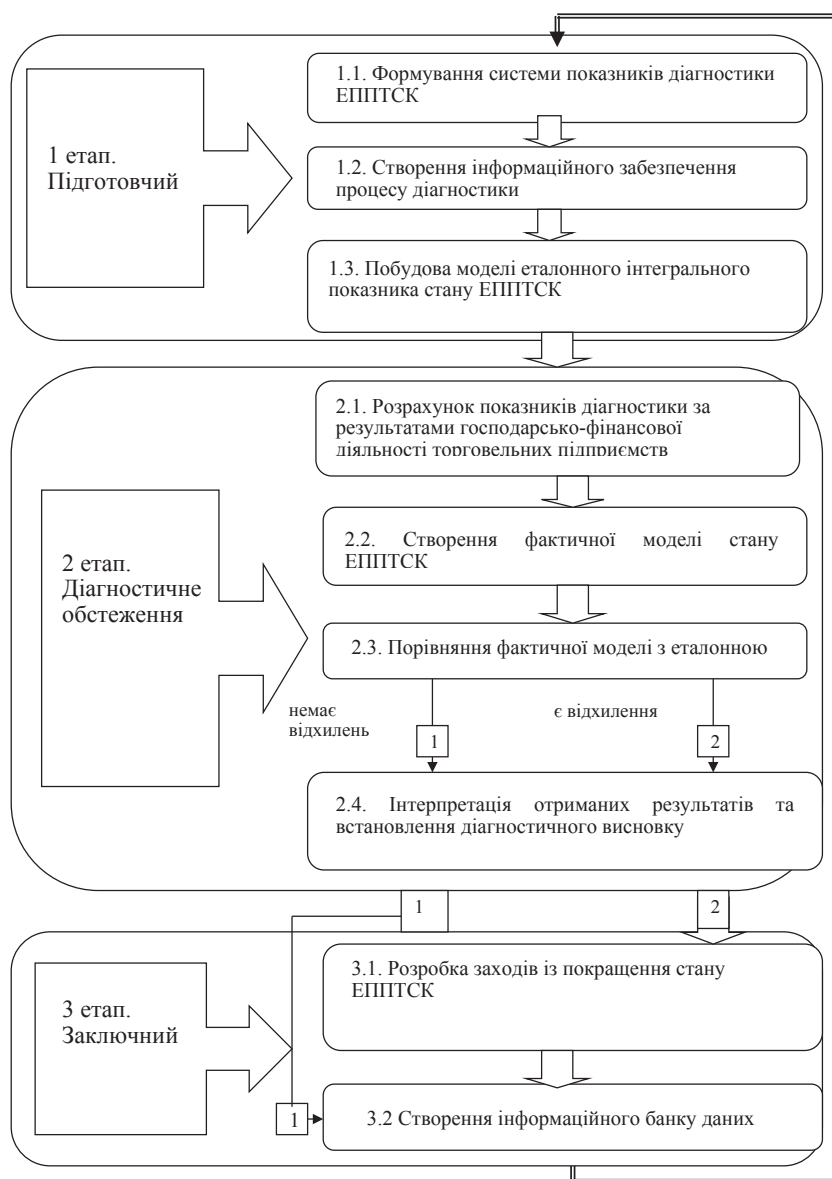 1 етап.
Підготовчий
1.1. Формування системи показників діагностики
ЕППТСК
1.2. Створення інформаційного забезпечення
процесу діагностики
1.3. Побудова моделі еталонного інтегрального
показника стану ЕППТСК
2 етап.
Діагностичне
обстеження
2.1. Розрахунок показників діагностики за
результатами господарсько-фінансової
діяльності торговельних підприємств
2.2. Створення фактичної моделі стану
ЕППТСК
2.3. Порівняння фактичної моделі з еталонною
немає
відхилень
є відхилення
1
2
2.4. Інтерпретація отриманих результатів та
встановлення діагностичного висновку
1
2
3 етап.
Заключний
3.1. Розробка заходів із покращення стану
ЕППТСК
1
3.2 Створення інформаційного банку даних